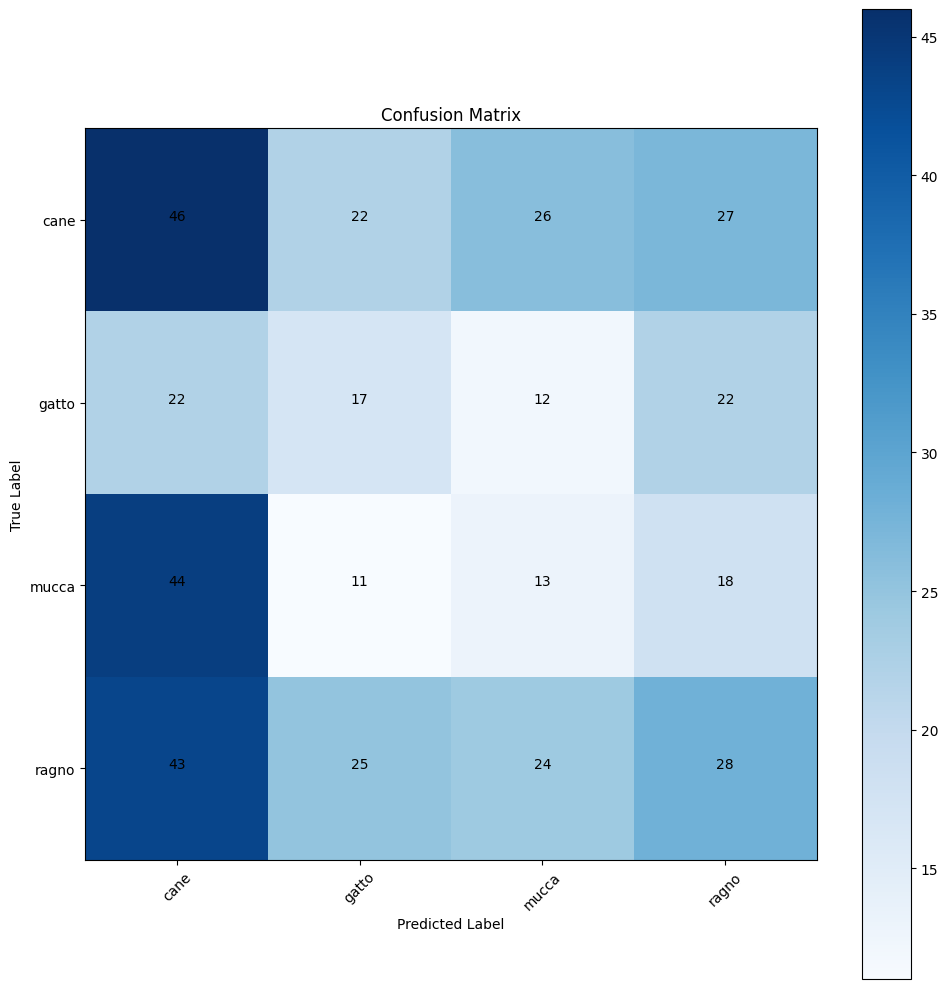 Confusion Matrix
True Label
cane 46 22 26 27
gatto 22 17 12 22
mucca 44 11 13 18
ragno 43 25 24 28
cane gatto mucca ragno
Predicted Label
45
40
35
30
25
20
15